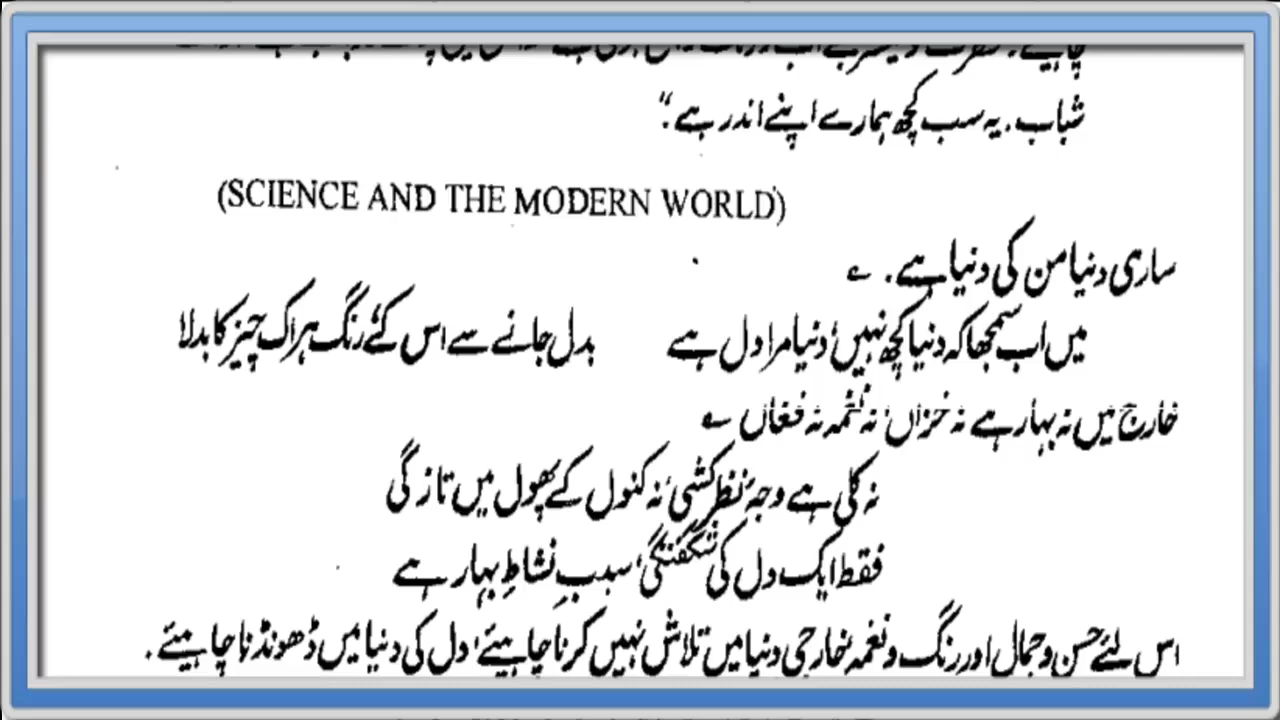 شباب. یہ سب کچھ ہمارے اپنے اندر ہے."
(SCIENCE AND THE MODERN WORLD)
ساری دنیا من کی دنیا ہے. ؎
میں اب سمجھا کہ دنیا کچھ نہیں' دنیا مرا دل ہے بدل جانے سے اس کے' رنگ ہر اک چیز کا بدلا
خارج میں نہ بہار ہے نہ خزاں' نہ نغمہ نہ فغاں ؎
نہ کلی ہے وجۂ نظر کشی' نہ کنول کے پھول میں تازگی
فقط ایک دل کی شگفتگی' سببِ نشاطِ بہار ہے
اس لئے حسن و جمال اور رنگ و نغمہ' خارجی دنیا میں تلاش نہیں کرنا چاہیئے' دل کی دنیا میں ڈھونڈنا چاہیئے.